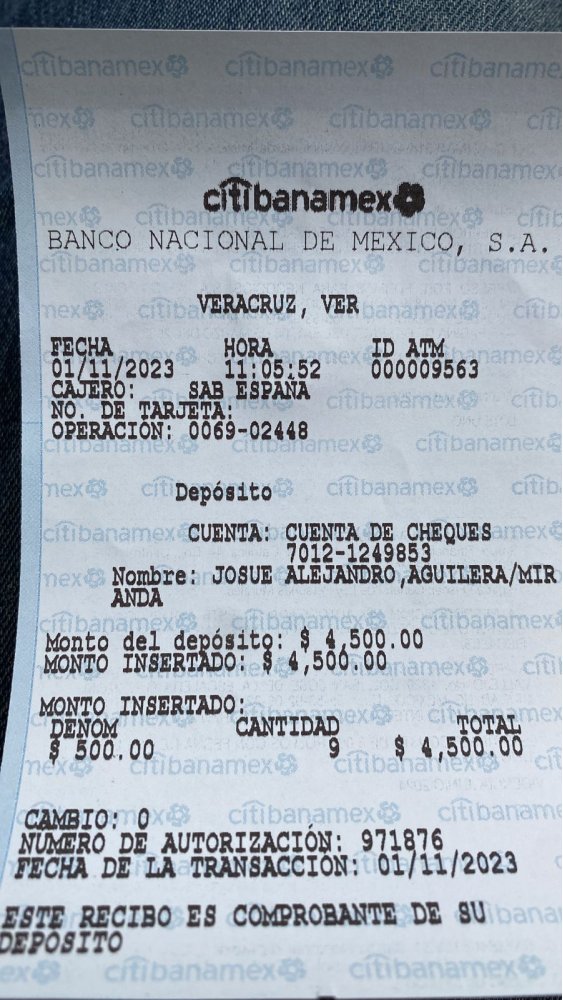 citibanamex
BANCO NACIONAL DE MEXICO, S.A.
VERACRUZ, VER
FECHA HORA ID ATM
01/11/2023 11:05:52 000009563
CAJERO: SAB ESPAÑA
NO. DE TARJETA:
OPERACIÓN: 0069-02448
Depósito
CUENTA: CUENTA DE CHEQUES
7012-1249853
Nombre: JOSUE ALEJANDRO,AGUILERA/MIR
ANDA
Monto del depósito: $ 4,500.00
MONTO INSERTADO: $ 4,500.00
MONTO INSERTADO:
DENOM CANTIDAD TOTAL
$ 500.00 9 $ 4,500.00
CAMBIO: 0
NUMERO DE AUTORIZACIÓN: 971876
FECHA DE LA TRANSACCIÓN: 01/11/2023
ESTE RECIBO ES COMPROBANTE DE SU
DEPÓSITO